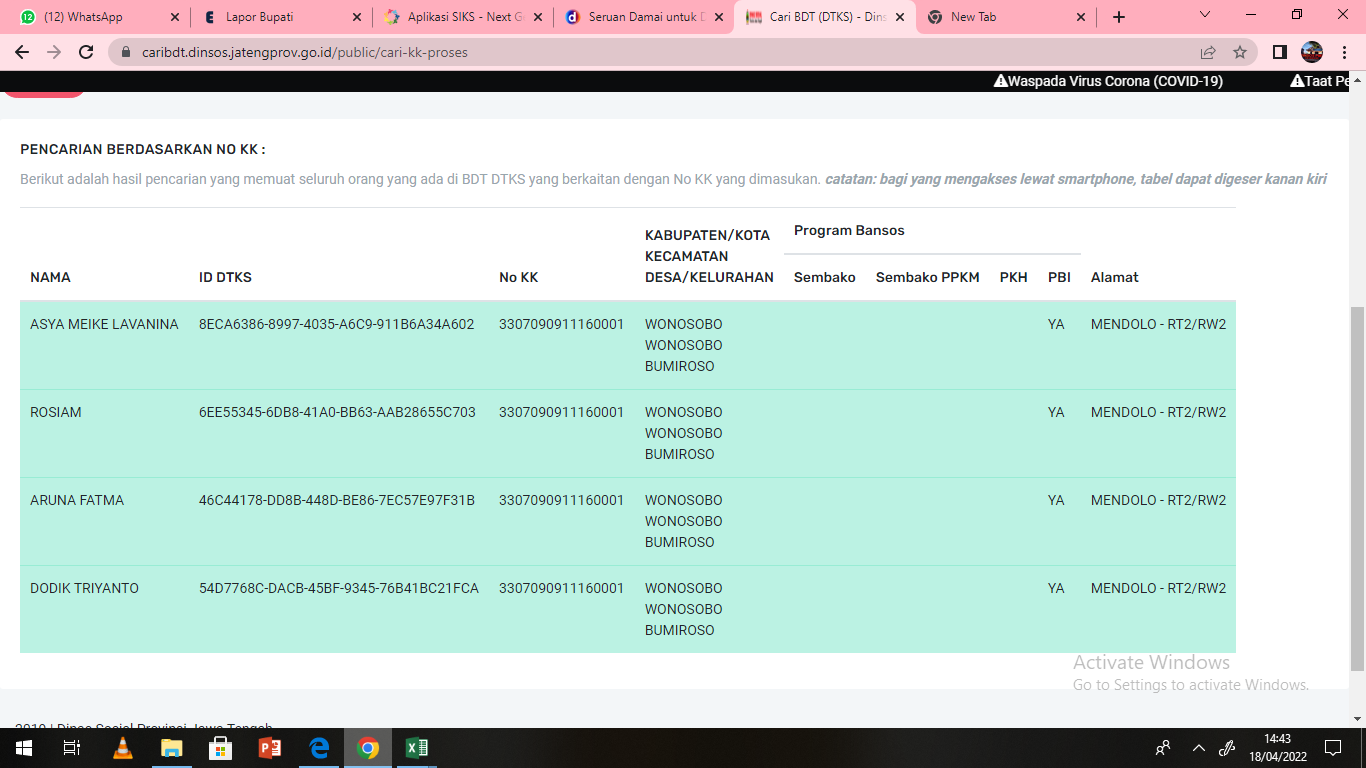 (12) WhatsApp
Lapor Bupati
Aplikasi SIKS - Next G
Seruan Damai untuk D
Cari BDT (DTKS) - Dins
New Tab
caribdt.dinsos.jatengprov.go.id/public/cari-kk-proses
Waspada Virus Corona (COVID-19) Taat Pe
PENCARIAN BERDASARKAN NO KK :
Berikut adalah hasil pencarian yang memuat seluruh orang yang ada di BDT DTKS yang berkaitan dengan No KK yang dimasukan. catatan: bagi yang mengakses lewat smartphone, tabel dapat digeser kanan kiri
KABUPATEN/KOTA Program Bansos
KECAMATAN
NAMA ID DTKS No KK DESA/KELURAHAN Sembako Sembako PPKM PKH PBI Alamat
ASYA MEIKE LAVANINA 8ECA6386-8997-4035-A6C9-911B6A34A602 3307090911160001 WONOSOBO YA MENDOLO - RT2/RW2
WONOSOBO
BUMIROSO
ROSIAM 6EE55345-6DB8-41A0-BB63-AAB28655C703 3307090911160001 WONOSOBO YA MENDOLO - RT2/RW2
WONOSOBO
BUMIROSO
ARUNA FATMA 46C44178-DD8B-448D-BE86-7EC57E97F31B 3307090911160001 WONOSOBO YA MENDOLO - RT2/RW2
WONOSOBO
BUMIROSO
DODIK TRIYANTO 54D7768C-DACB-45BF-9345-76B41BC21FCA 3307090911160001 WONOSOBO YA MENDOLO - RT2/RW2
WONOSOBO
BUMIROSO
Activate Windows
Go to Settings to activate Windows.
2019 | Dinas Sosial Provinsi Jawa Tengah
14:43
18/04/2022